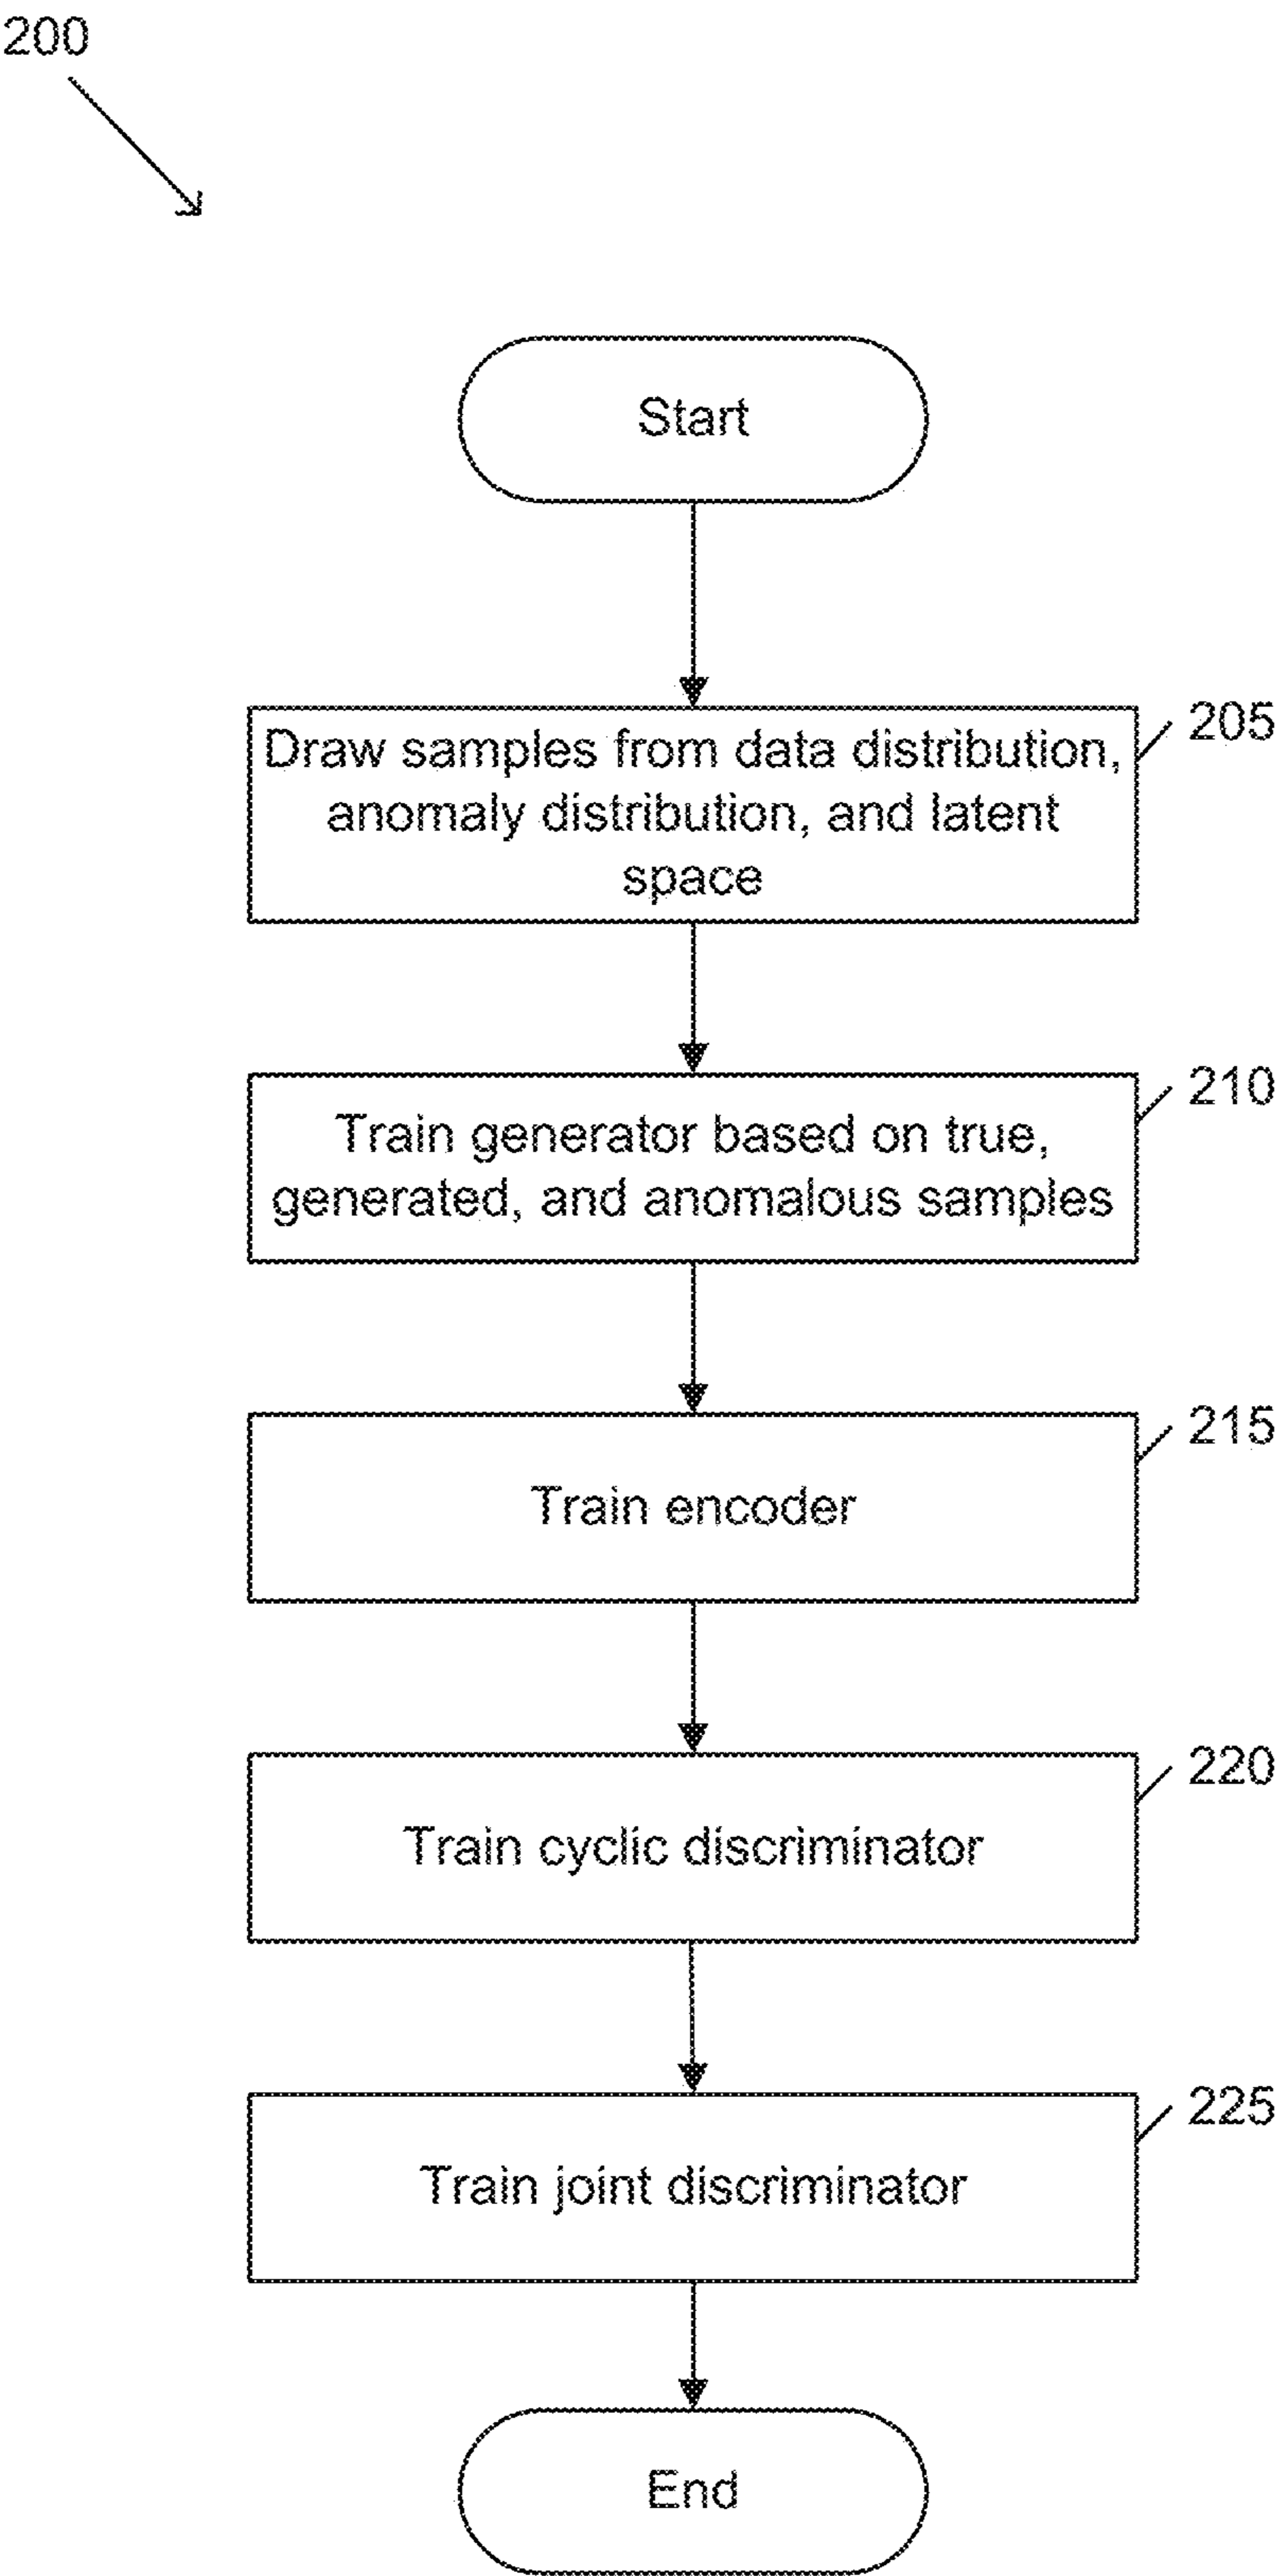 200
Start
205
Draw samples from data distribution,
anomaly distribution, and latent
space
210
Train generator based on true,
generated, and anomalous samples
215
Train encoder
220
Train cyclic discriminator
225
Train joint discriminator
End